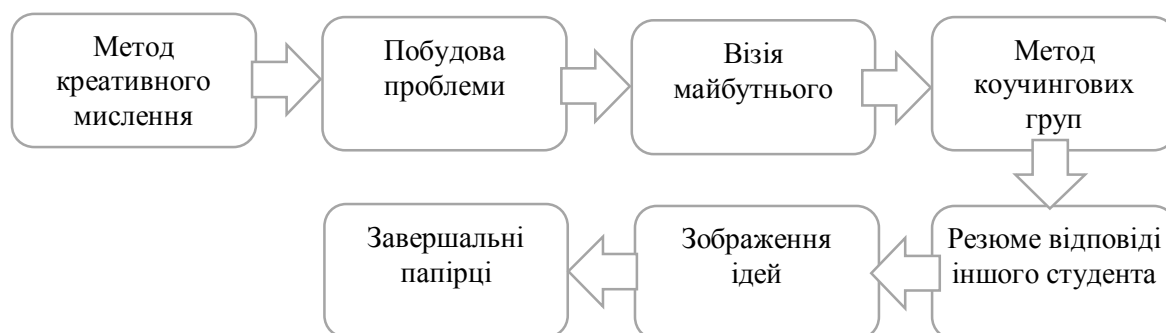 Метод
креативного
мислення
Побудова
проблеми
Візія
майбутнього
Метод
коучингових
груп
Резюме відповіді
іншого студента
Зображення
ідей
Завершальні
папірці